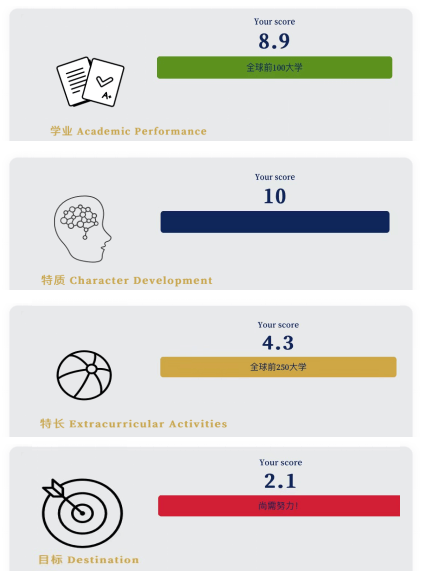 Your score
8.9
全球前100大学
A+
学业 Academic Performance
Your score
10
特质 Character Development
Your score
4.3
全球前250大学
特长 Extracurricular Activities
Your score
2.1
尚需努力!
目标 Destination